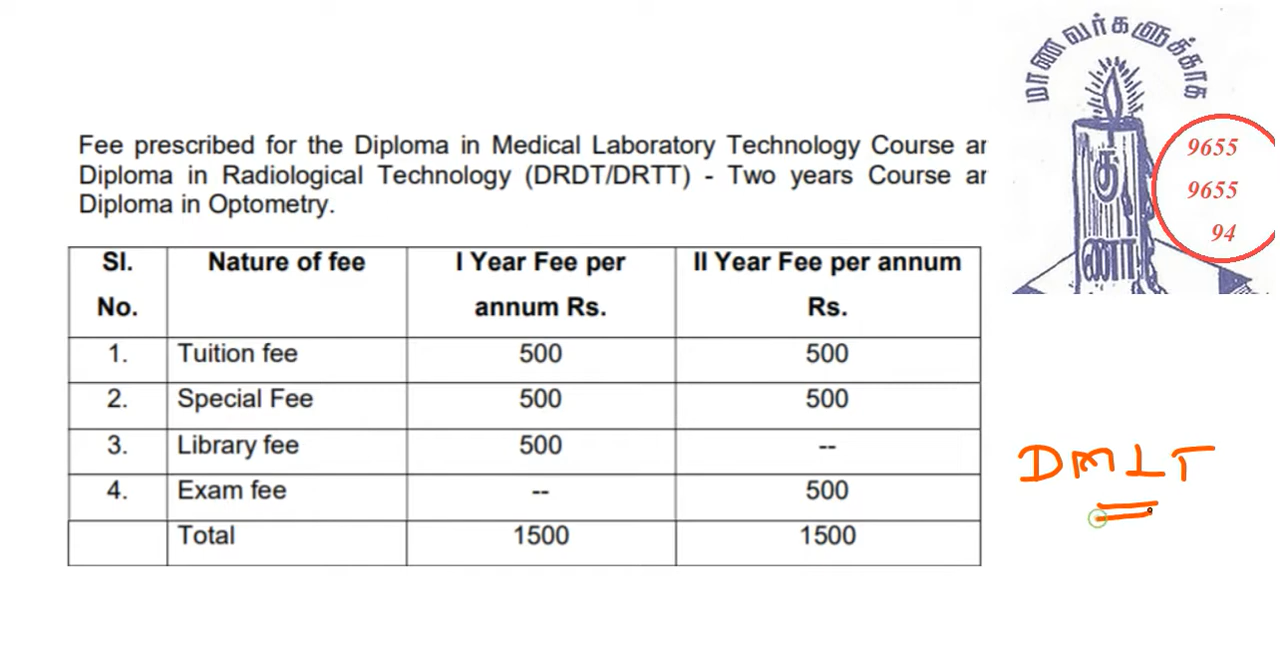 மாணவர்களுக்காக
Fee prescribed for the Diploma in Medical Laboratory Technology Course ar
Diploma in Radiological Technology (DRDT/DRTT) - Two years Course ar
Diploma in Optometry.
9655
9655
94
Sl. No. Nature of fee I Year Fee per annum Rs. II Year Fee per annum Rs.
1. Tuition fee 500 500
2. Special Fee 500 500
3. Library fee 500 --
4. Exam fee -- 500
Total 1500 1500
DMLT